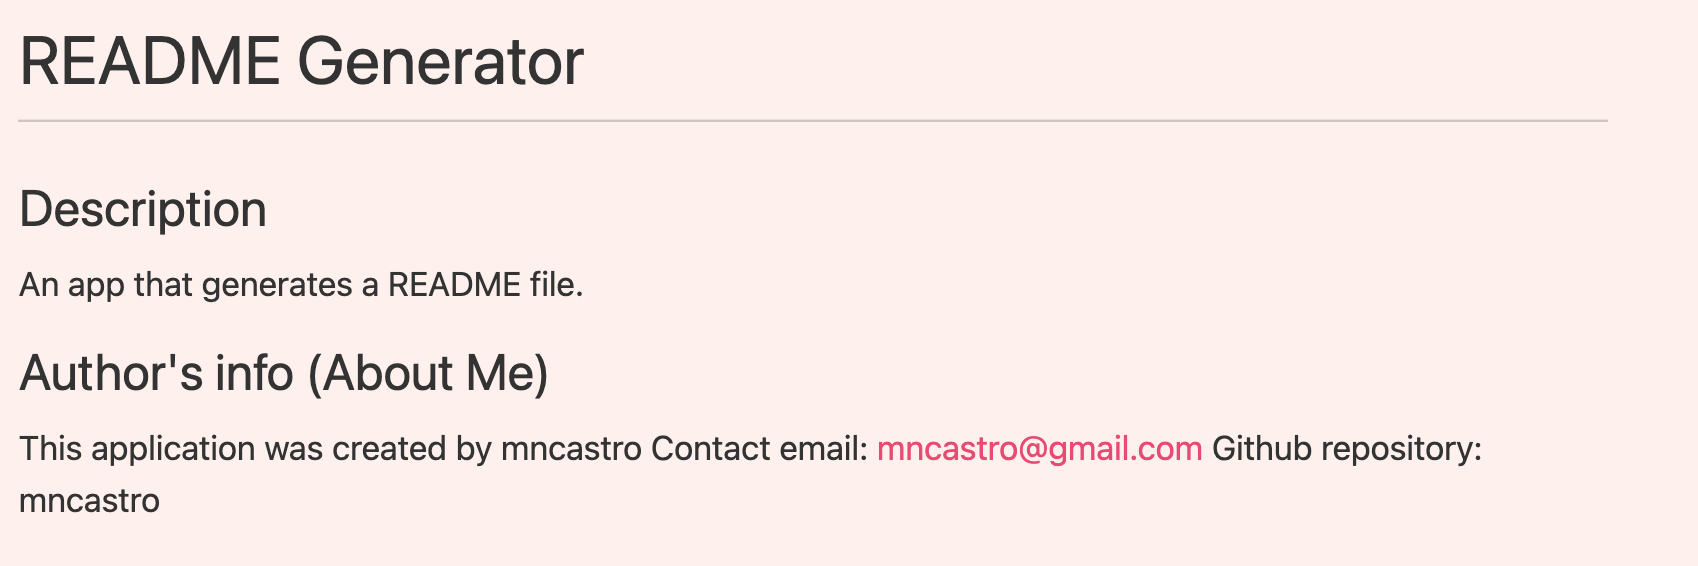 README Generator
Description
An app that generates a README file.
Author's info (About Me)
This application was created by mncastro Contact email: mncastro@gmail.com Github repository:
mncastro